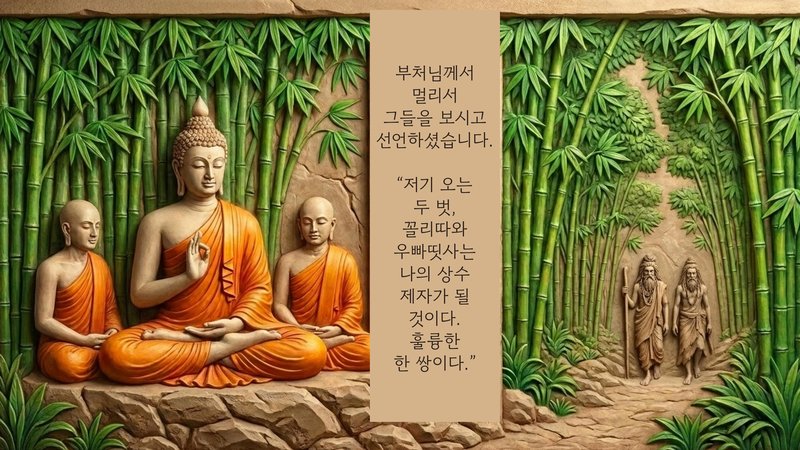 부처님께서
멀리서
그들을 보시고
선언하셨습니다.
“저기 오는
두 벗,
꼴리따와
우빠띳사는
나의 상수
제자가 될
것이다.
훌륭한
한 쌍이다.”